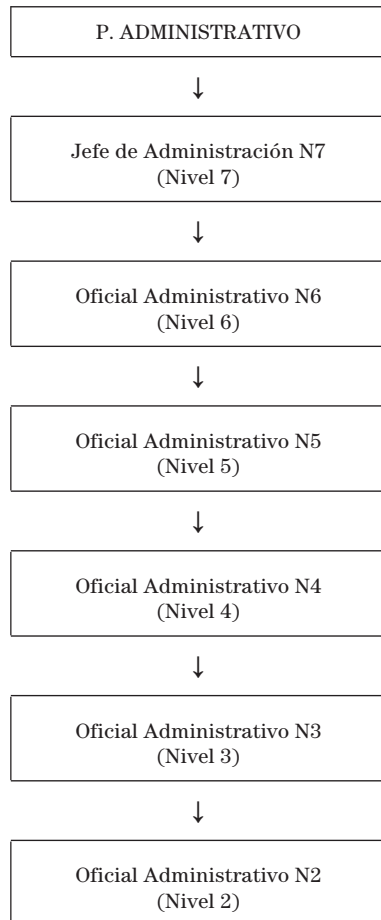 P. ADMINISTRATIVO
↓
Jefe de Administración N7
(Nivel 7)
↓
Oficial Administrativo N6
(Nivel 6)
↓
Oficial Administrativo N5
(Nivel 5)
↓
Oficial Administrativo N4
(Nivel 4)
↓
Oficial Administrativo N3
(Nivel 3)
↓
Oficial Administrativo N2
(Nivel 2)